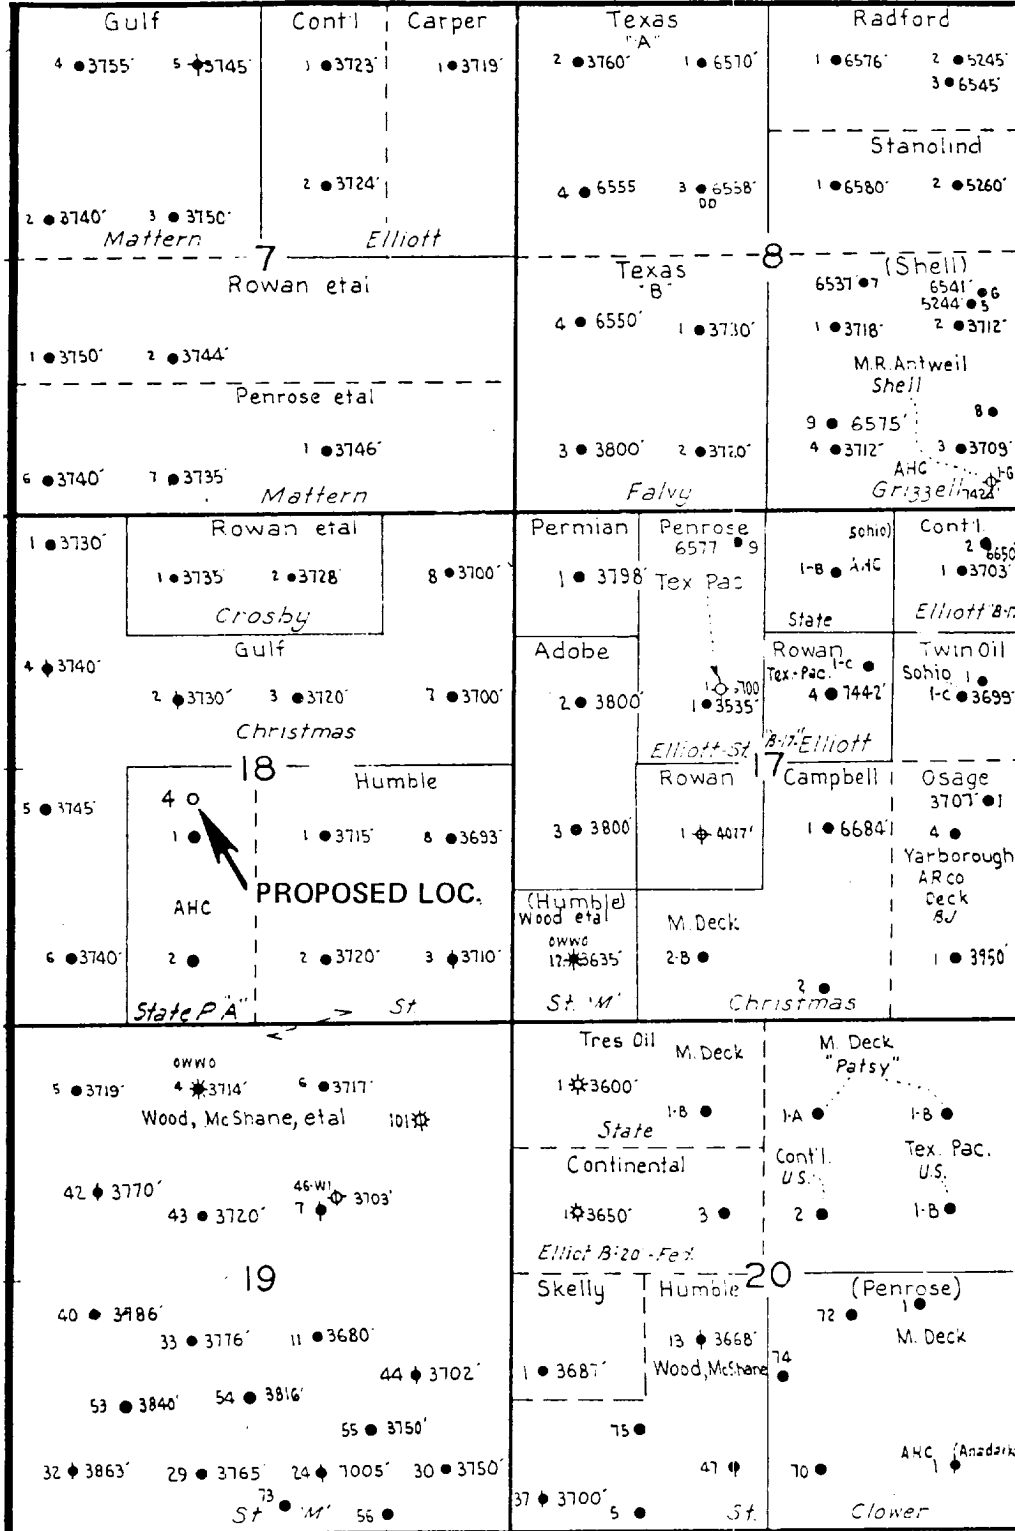 Gulf Cont'l Carper Texas Radford
"A"
4 3755' 5 3745' 1 3723' 1 3719' 2 3760' 1 6570' 1 6576' 2 5245'
3 6545'
Stanolind
2 3724' 4 6555 3 6558' 1 6580' 2 5260'
DD
2 3740' 3 3750'
Mattern Elliott
7 8
Rowan etal Texas (Shell)
"B" 6537' 7 6541' 6
5244' 5
4 6550' 1 3730' 1 3718' 2 3712'
1 3750' 2 3744'
M.R. Antweil
Shell
Penrose etal
8
9 6575'
1 3746' 3 3800' 2 3720' 4 3712' 3 3709'
6 3740' 7 3735' AHC 1-G
Mattern Falvy Grizzell 7424'
Rowan etal Permian Penrose Sohio) Cont'l.
1 3730' 6577 9 2 6650'
1 3735' 2 3728' 8 3700' 1 3798' Tex Pac 1-B AHC 1 3703'
Crosby State Elliott
Gulf Adobe Rowan Twin Oil
4 3740' Tex.-Pac. 1-C Sohio 1
2 3730' 3 3720' 7 3700' 2 3800' 1 3535' 4 7442' 1-C 3699'
Christmas Elliott-St. "B-17" Elliott
18 17
Humble Rowan Campbell Osage
4 3707' 1
5 3745' 1 1 3715' 8 3693' 3 3800' 1 4077' 1 6684' 4
PROPOSED LOC.
Yarborough
ARCO
Deck
BJ
AHC (Humble)
Wood etal M. Deck
OWWO
6 3740' 2 2 3720' 3 3710' 12 3635' 2-B 1 3950'
State P "A" St. St. 'M' 2 Christmas
Tres Oil M. Deck M. Deck
"Patsy"
OWWO
5 3719' 4 3714' 6 3717' 1 3600'
Wood, McShane, etal 101 1-B 1-A 1-B
State
Continental Cont'l. Tex. Pac.
U.S. U.S.
42 3770' 46-WI 3703'
43 3720' 7 1 3650' 3 2 1-B
Elliot B-20 - Fed.
19 20
Skelly Humble (Penrose)
40 3786' 72 1
33 3776' 11 3680' 13 3668' M. Deck
44 3702' 1 3687' Wood, McShane 74
53 3840' 54 3816'
55 3750' 75
32 3863' 29 3765' 24 7005' 30 3750' 47 70 AHC 1
73 37 3700'
St 'M' 56 5 St. Clower